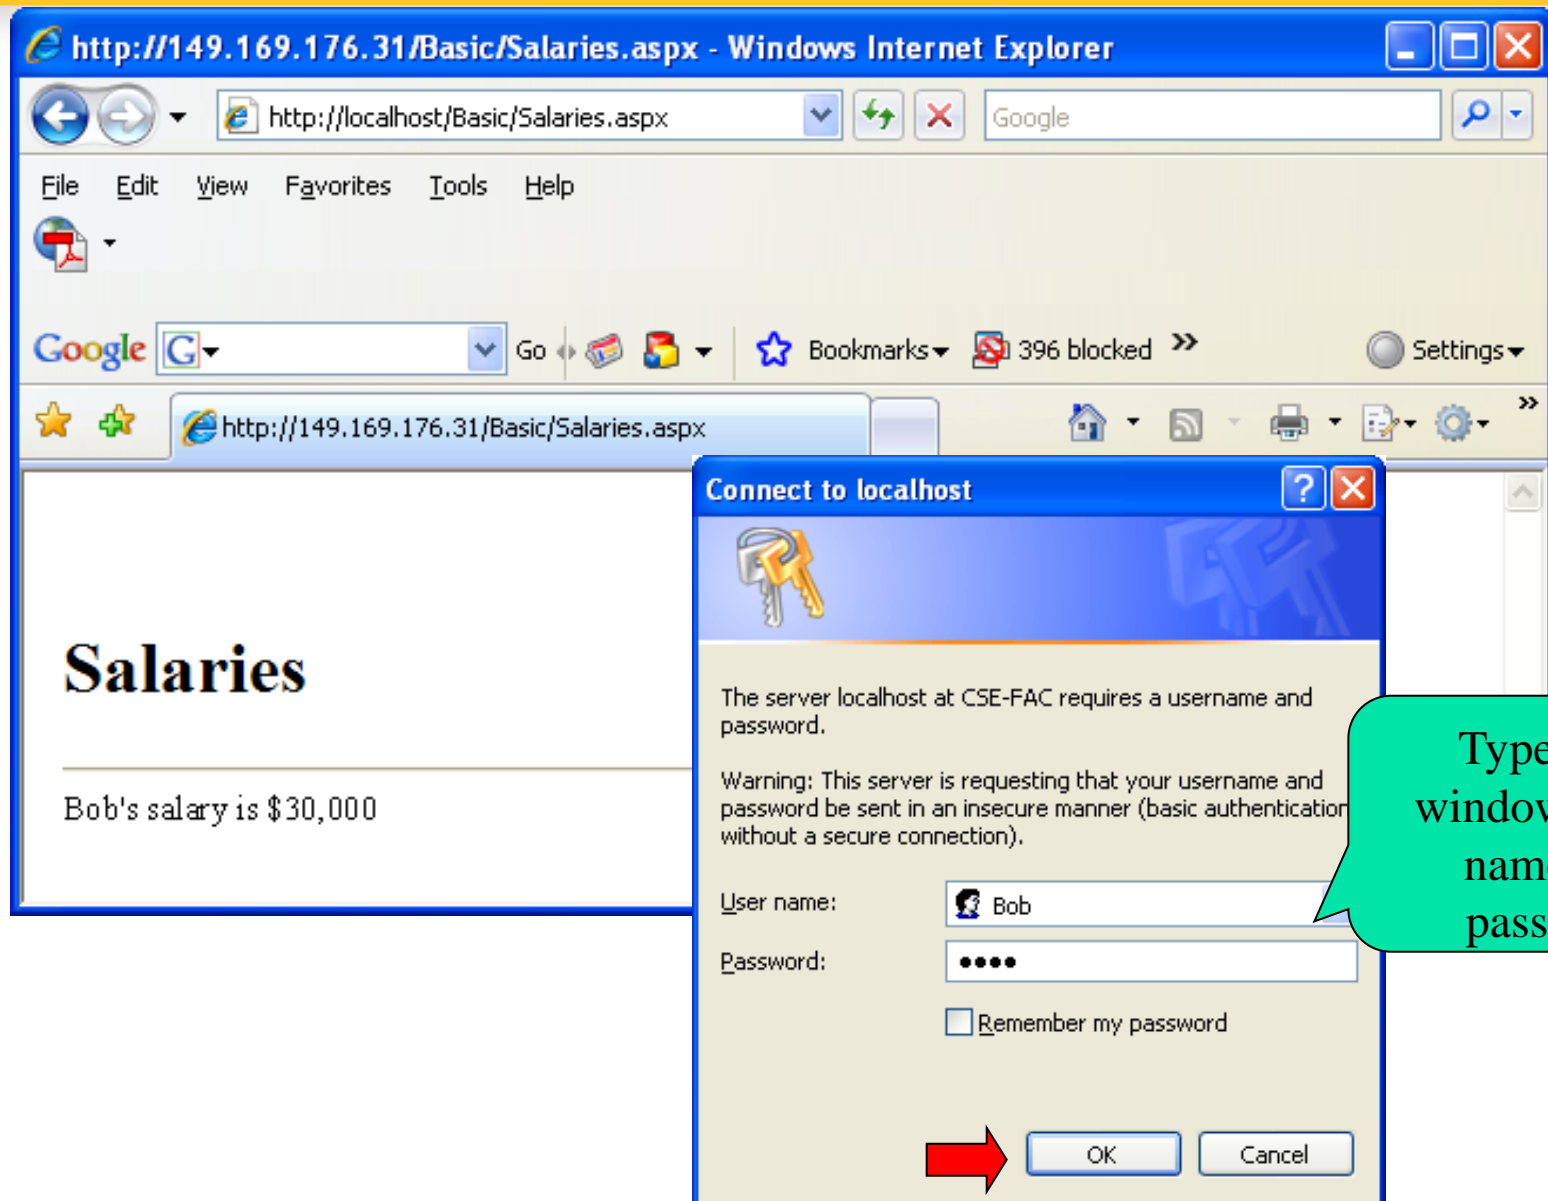 http://149.169.176.31/Basic/Salaries.aspx - Windows Internet Explorer
http://localhost/Basic/Salaries.aspx
Google
File Edit View Favorites Tools Help
Google G Go Bookmarks 396 blocked » Settings
http://149.169.176.31/Basic/Salaries.aspx
»
Salaries
Bob's salary is $30,000
Connect to localhost
The server localhost at CSE-FAC requires a username and
password.
Warning: This server is requesting that your username and
password be sent in an insecure manner (basic authentication
without a secure connection).
User name: Bob
Password: ••••
Remember my password
OK Cancel
Type
window
name
pass